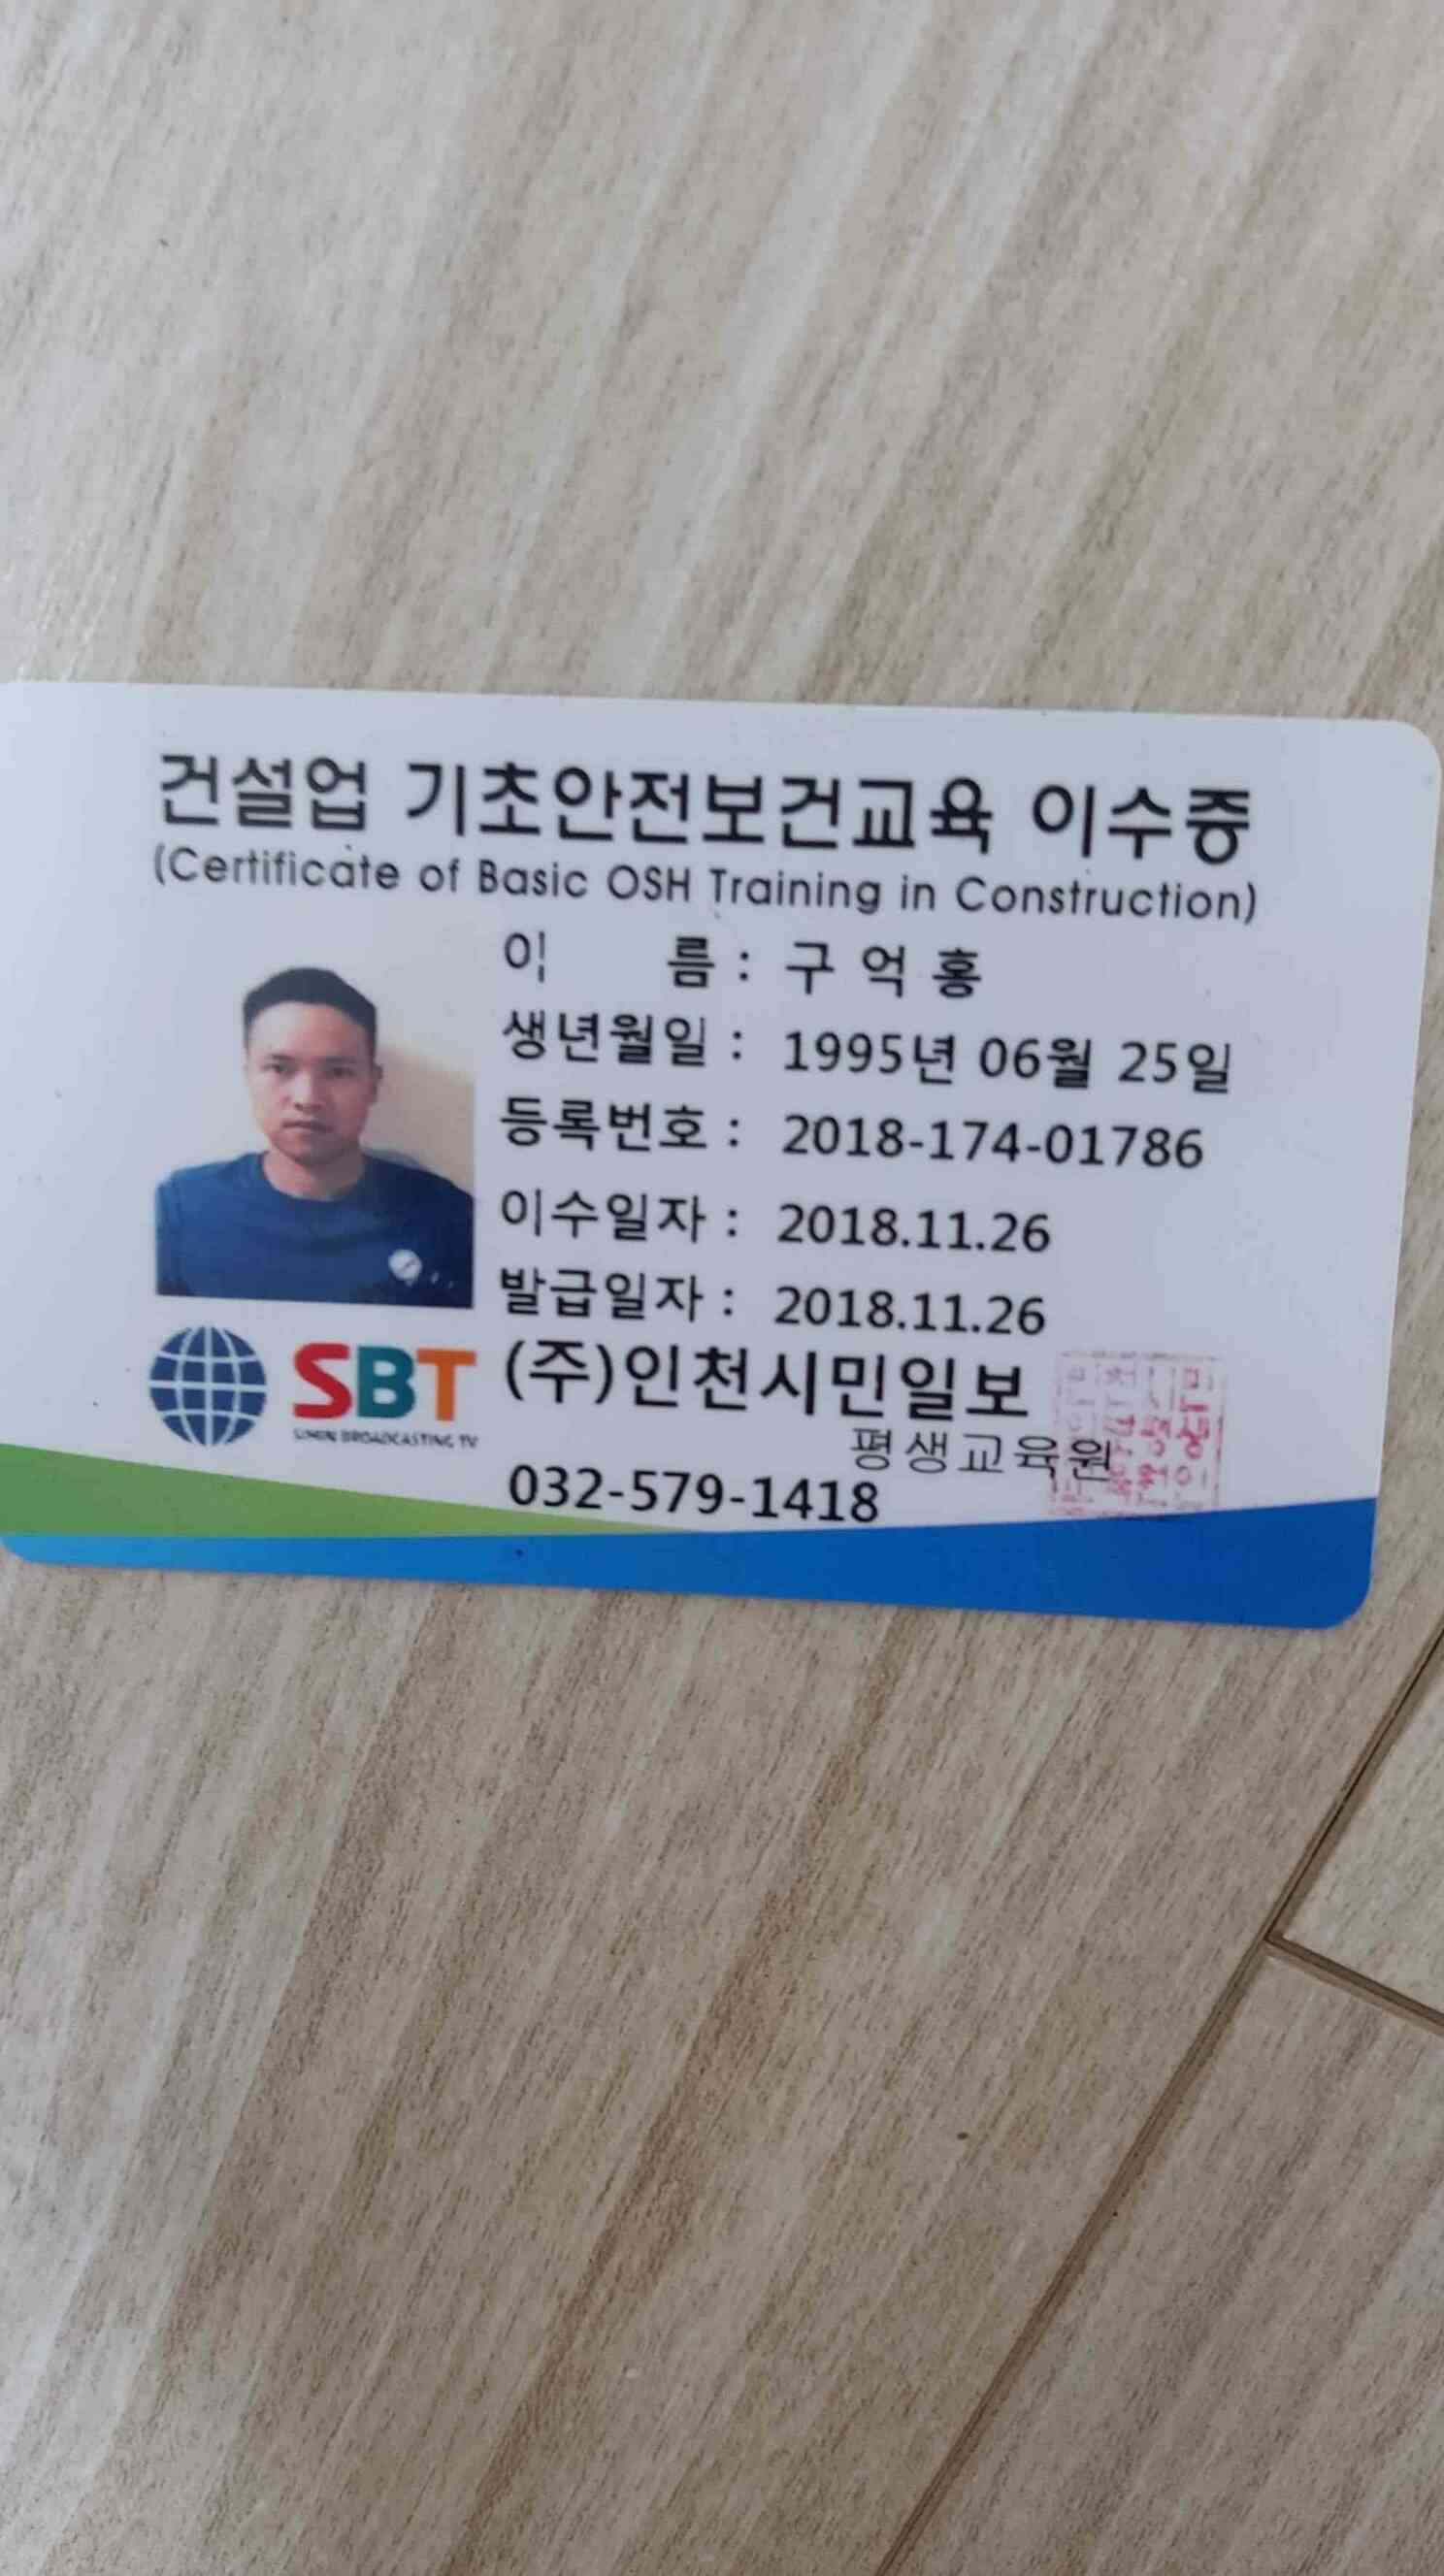 건설업 기초안전보건교육 이수증
(Certificate of Basic OSH Training in Construction)
이 름 : 구 억 홍
생년월일 : 1995년 06월 25일
등록번호 : 2018-174-01786
이수일자 : 2018.11.26
발급일자 : 2018.11.26
SBT (주)인천시민일보
BROADCASTING TV
평생교육원
032-579-1418